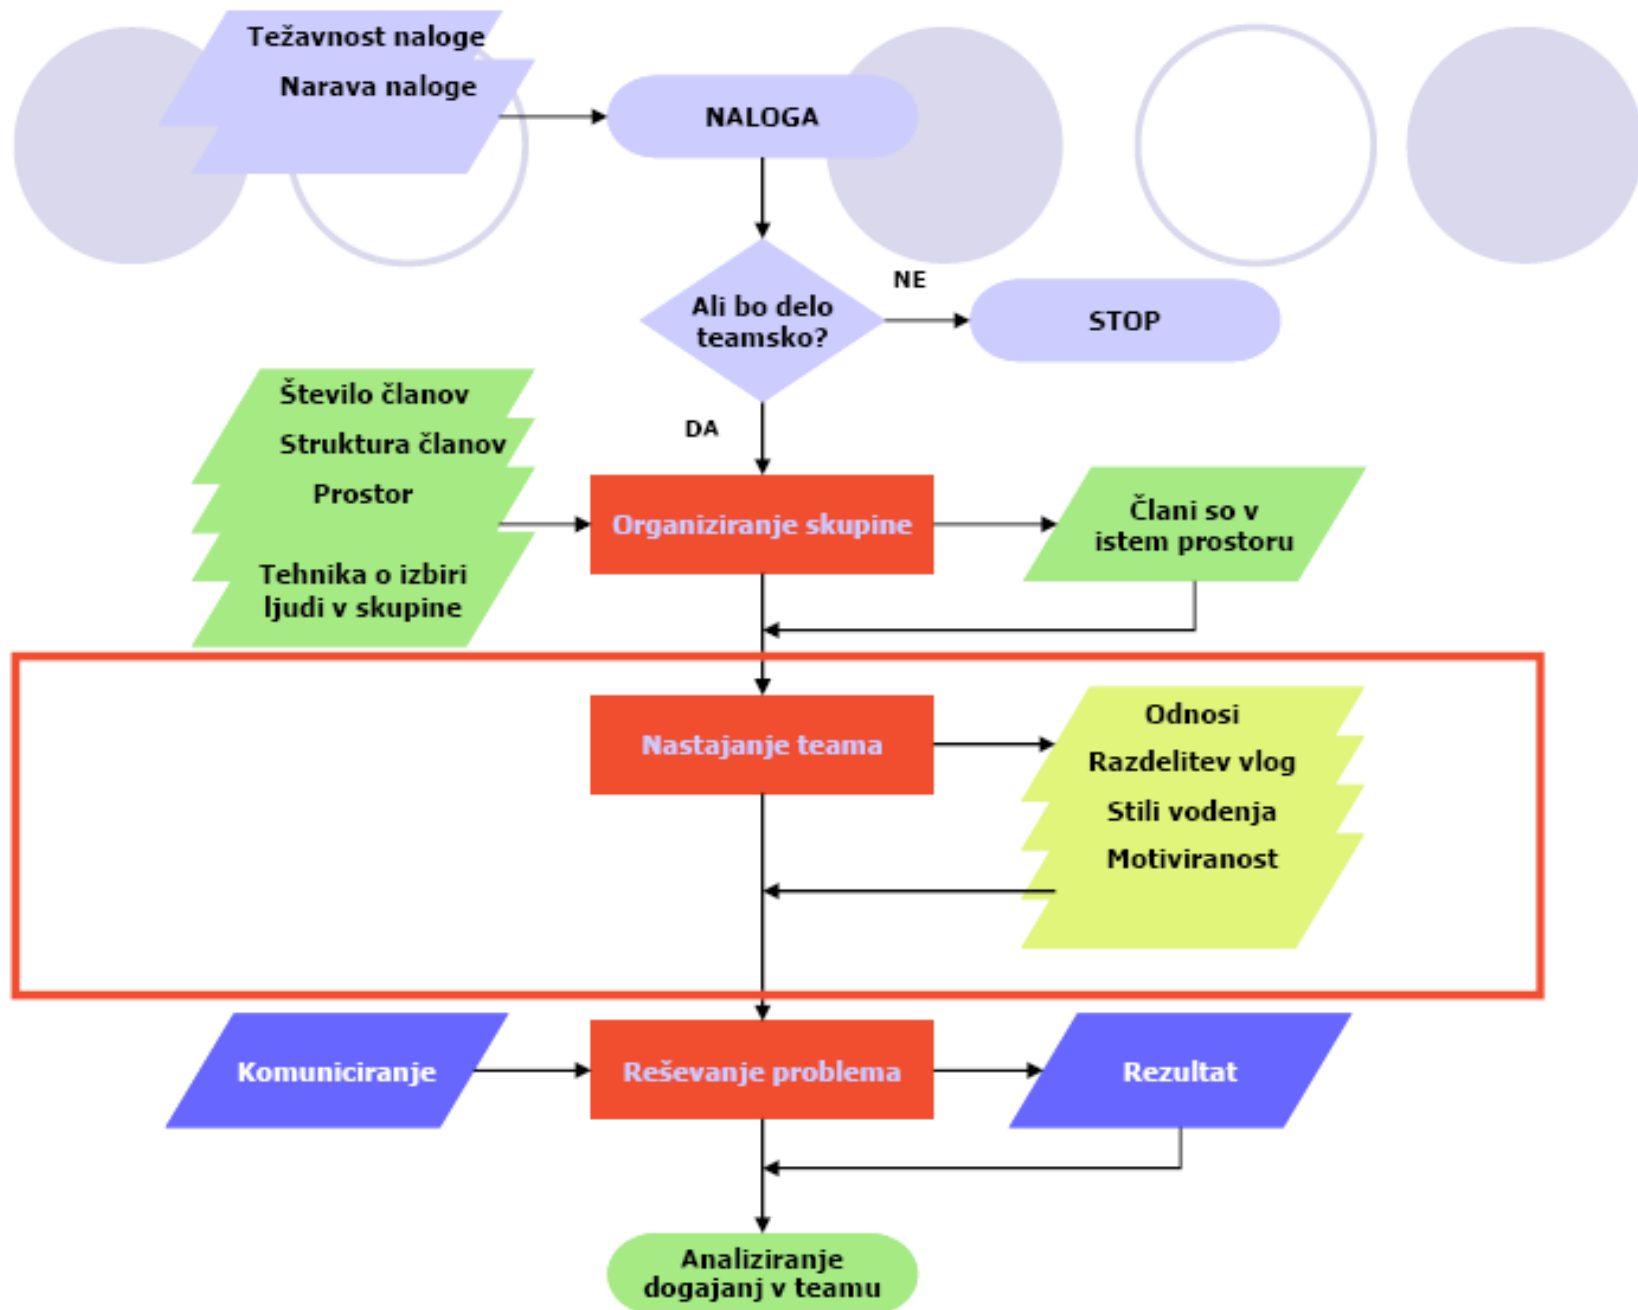 Težavnost naloge
Narava naloge
NALOGA
NE
Ali bo delo
teamsko?
STOP
DA
Število članov
Struktura članov
Prostor
Tehnika o izbiri
ljudi v skupine
Organiziranje skupine
Člani so v
istem prostoru
Nastajanje teama
Odnosi
Razdelitev vlog
Stili vodenja
Motiviranost
Komuniciranje
Reševanje problema
Rezultat
Analiziranje
dogajanj v teamu